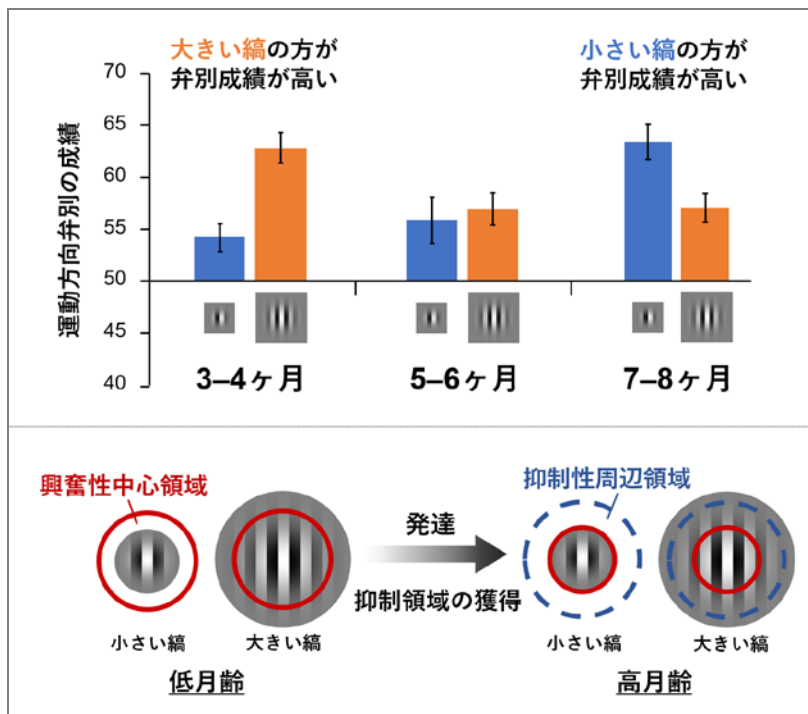 大きい縞の方が
弁別成績が高い
小さい縞の方が
弁別成績が高い
運動方向弁別の成績
70
65
60
55
50
45
40
3–4ヶ月
5–6ヶ月
7–8ヶ月
興奮性中心領域
抑制性周辺領域
発達
抑制領域の獲得
小さい縞
大きい縞
小さい縞
大きい縞
低月齢
高月齢